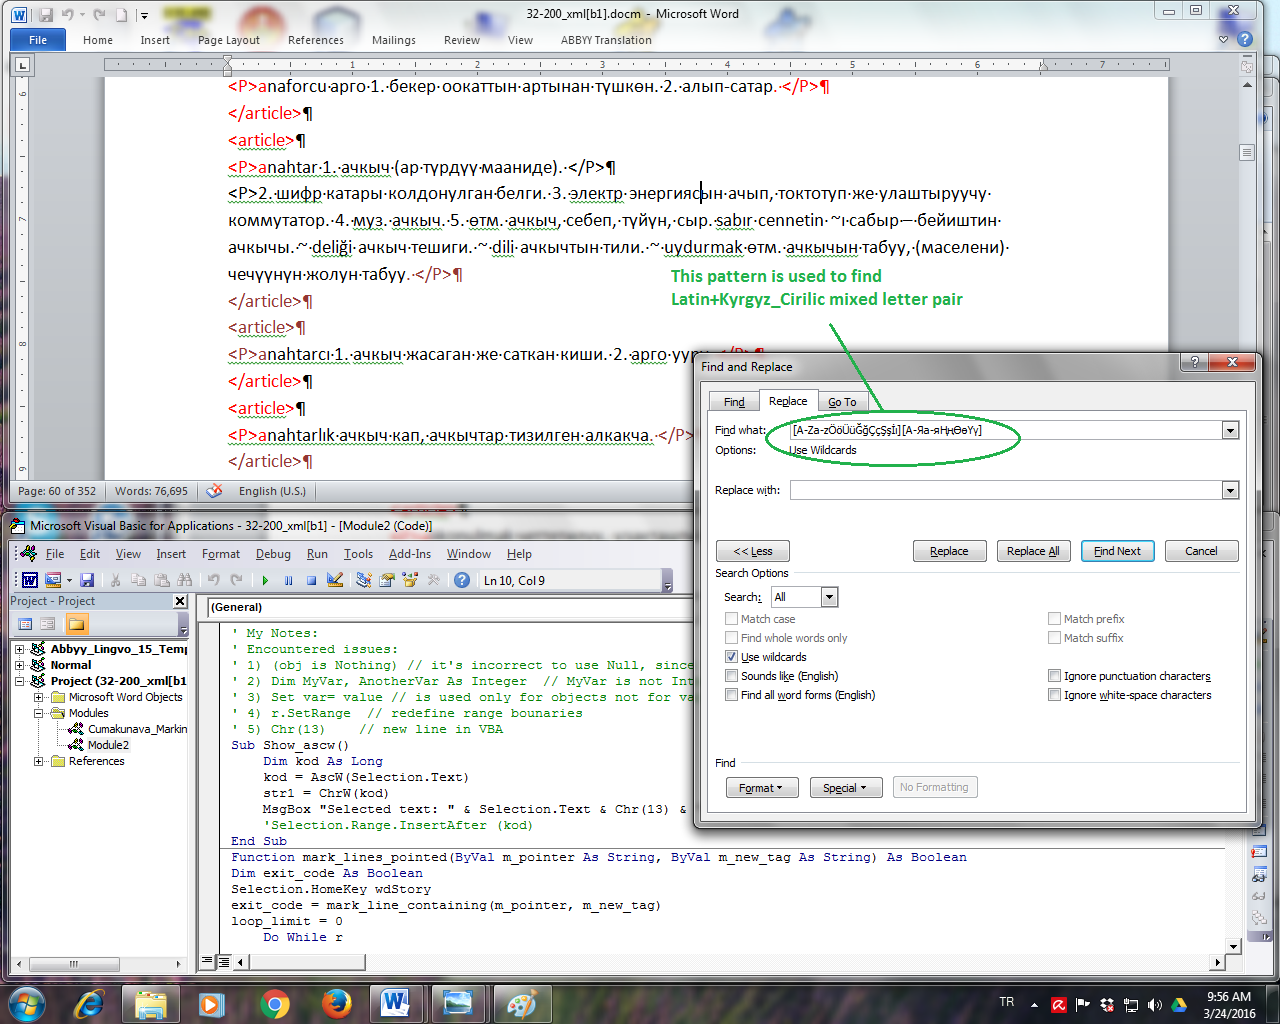 32-200_xml[b1].docm - Microsoft Word
File Home Insert Page Layout References Mailings Review View ABBYY Translation
1 2 3 4 5 6 7
<P>anaforcu·арго·1.·бекер·оокаттын·артынан·түшкөн.·2.·алып-сатар.·</P>¶
</article>¶
<article>¶
<P>anahtar·1.·ачкыч·(ар·түрдүү·мааниде).·</P>¶
<P>2.·шифр·катары·колдонулган·белги.·3.·электр·энергиясын·ачып,·токтотуп·же·улаштыруучу·
коммутатор.·4.·муз.·ачкыч.·5.·өтм.·ачкыч,·себеп,·түйүн,·сыр.·sabır·cennetin·~ı·сабыр·–·бейиштин·
ачкычы.·~·deliği·ачкыч·тешиги.·~·dili·ачкычтын·тили.·~·uydurmak·өтм.·ачкычын·табуу,·(маселени)·
чечүүнүн·жолун·табуу.·</P>¶
</article>¶
<article>¶
<P>anahtarcı·1.·ачкыч·жасаган·же·саткан·киши.·2.·арго·ууру.·</P>¶
</article>¶
<article>¶
<P>anahtarlık·ачкыч·кап,·ачкычтар·тизилген·алкакча.·</P>
</article>¶
This pattern is used to find
Latin+Kyrgyz_Cirilic mixed letter pair
Page: 60 of 352 Words: 76,695 English (U.S.)
Find and Replace
Find Replace Go To
Find what: [A-Za-zÖöÜüĞğÇçŞşİı][А-Яа-яҢңӨөҮү]
Options: Use Wildcards
Replace with:
<< Less Replace Replace All Find Next Cancel
Search Options
Search: All
Match case Match prefix
Find whole words only Match suffix
Use wildcards
Sounds like (English) Ignore punctuation characters
Find all word forms (English) Ignore white-space characters
Find
Format Special No Formatting
Microsoft Visual Basic for Applications - 32-200_xml[b1] - [Module2 (Code)]
File Edit View Insert Format Debug Run Tools Add-Ins Window Help
Ln 10, Col 9
Project - Project
Abbyy_Lingvo_15_Temp
Normal
Project (32-200_xml[b1
Microsoft Word Objects
Modules
Cumakunava_Markin
Module2
References
(General)
' My Notes:
' Encountered issues:
' 1) (obj is Nothing) // it's incorrect to use Null, since
' 2) Dim MyVar, AnotherVar As Integer // MyVar is not Int
' 3) Set var= value // is used only for objects not for va
' 4) r.SetRange // redefine range bounaries
' 5) Chr(13) // new line in VBA
Sub Show_ascw()
Dim kod As Long
kod = AscW(Selection.Text)
str1 = ChrW(kod)
MsgBox "Selected text: " & Selection.Text & Chr(13) &
'Selection.Range.InsertAfter (kod)
End Sub
Function mark_lines_pointed(ByVal m_pointer As String, ByVal m_new_tag As String) As Boolean
Dim exit_code As Boolean
Selection.HomeKey wdStory
exit_code = mark_line_containing(m_pointer, m_new_tag)
loop_limit = 0
Do While r
TR 9:56 AM
3/24/2016